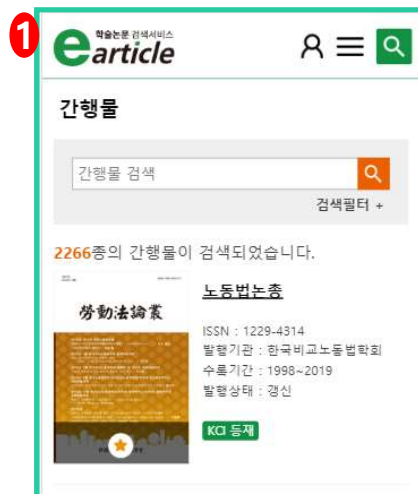 1
학술논문 검색서비스
earticle
간행물
간행물 검색
검색필터 +
2266종의 간행물이 검색되었습니다.
勞動法論叢
노동법논총
ISSN : 1229-4314
발행기관 : 한국비교노동법학회
수록기간 : 1998~2019
발행상태 : 갱신
KCI 등재